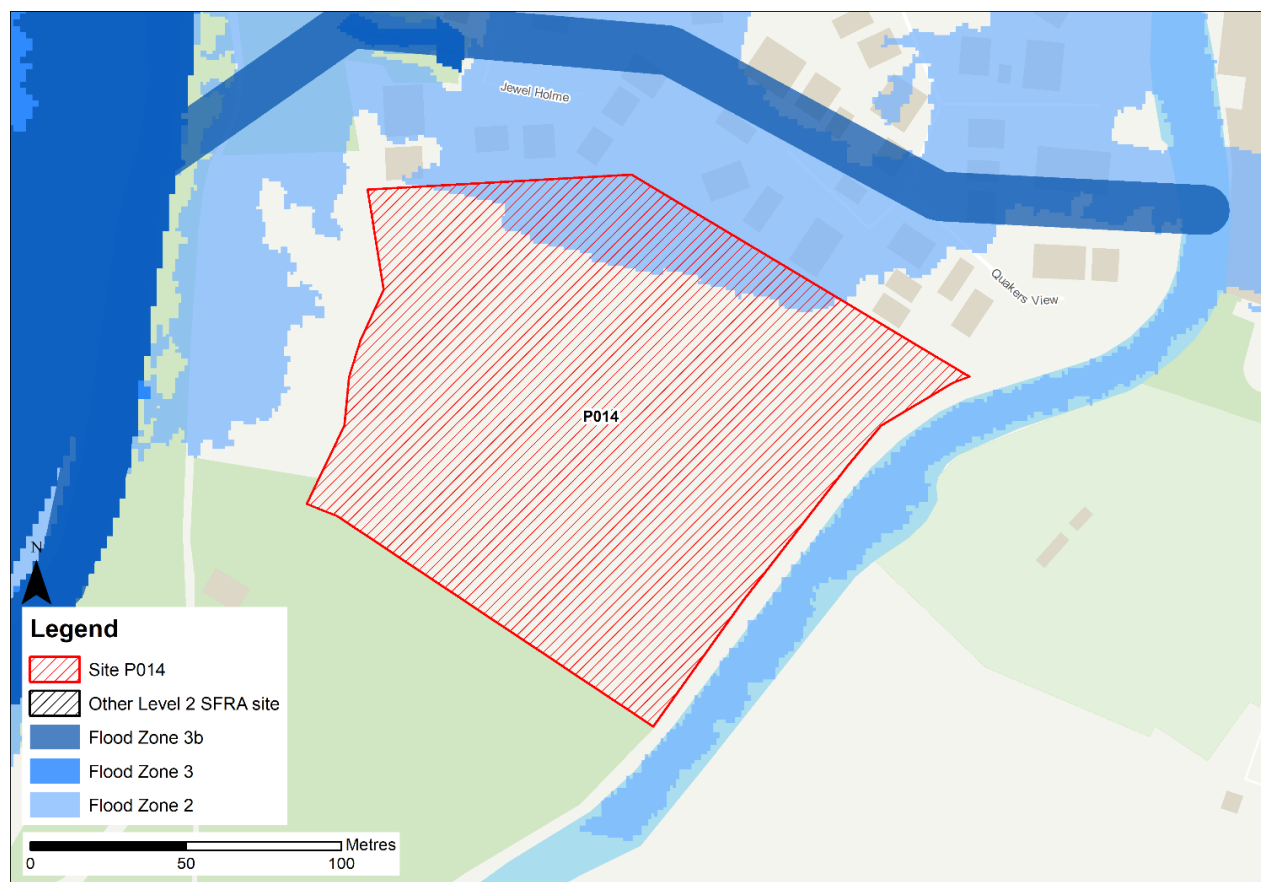 Jewel Holme
Quakers View
P014
N
Legend
Site P014
Other Level 2 SFRA site
Flood Zone 3b
Flood Zone 3
Flood Zone 2
Metres
0 50 100